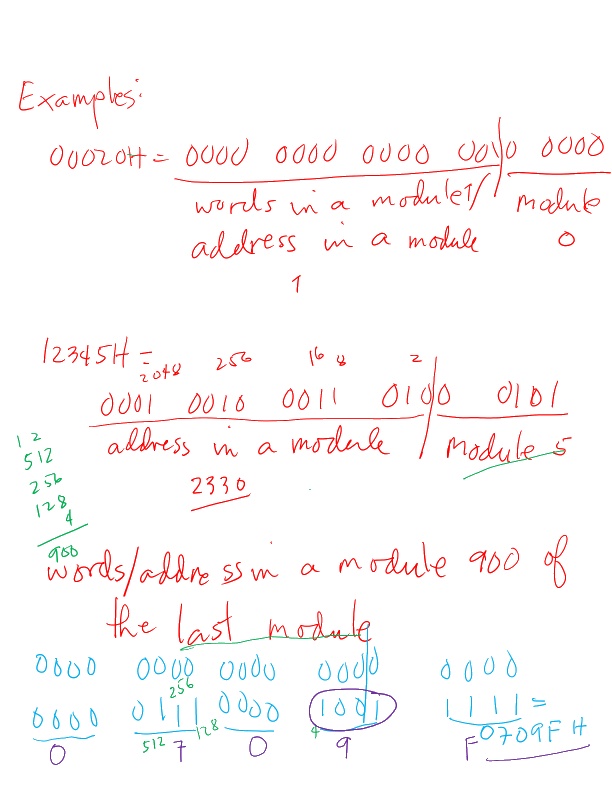 Examples:
00020H = 0000 0000 0000 0010 0000
words in a module 1/ module
address in a module 0
1
12345H =
2048 256 16 8 2
0001 0010 0011 0100 0101
address in a module / module 5
2330
1 2
512
256
128
4
900
words/address in a module 900 of
the last module
0000 0000 0000 0000 0000
256
0000 0111 0000 1001 1111 =
512 128 4
0 7 0 9 F 0709F H